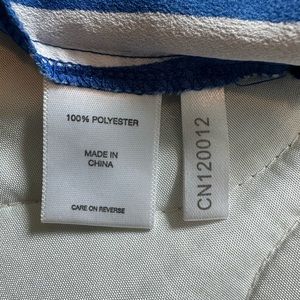 100% POLYESTER
MADE IN
CHINA
CARE ON REVERSE
CN120012